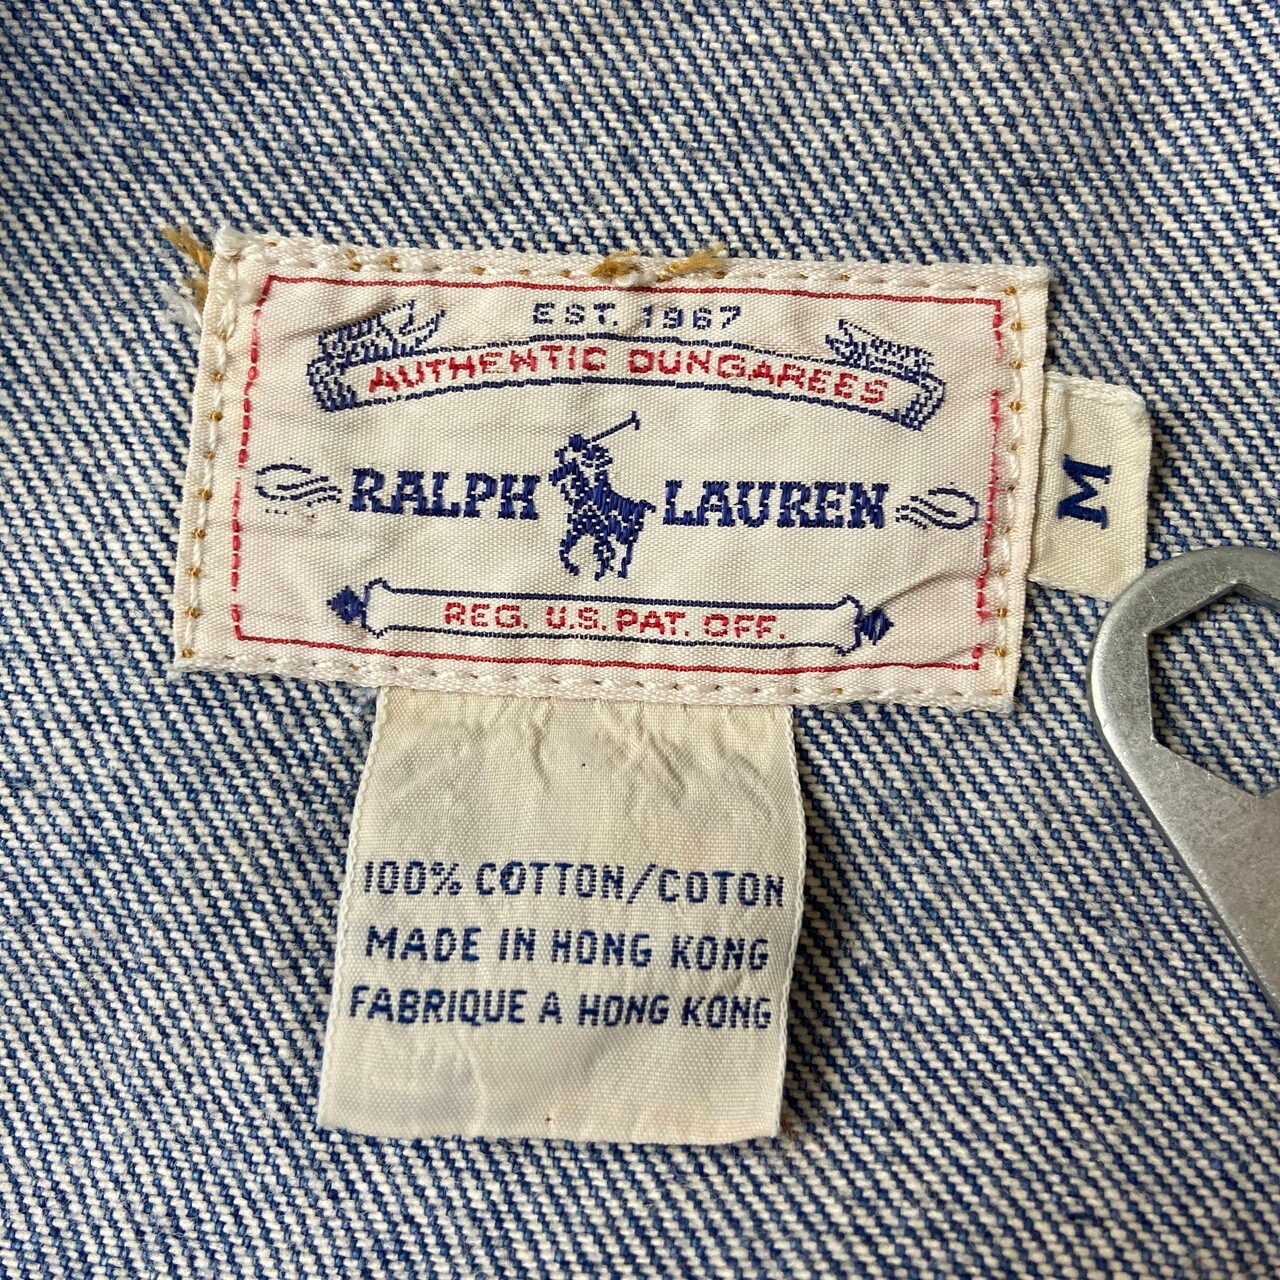 EST. 1967
AUTHENTIC DUNGAREES
RALPH LAUREN
REG. U.S. PAT. OFF.
M
100% COTTON/COTON
MADE IN HONG KONG
FABRIQUE A HONG KONG